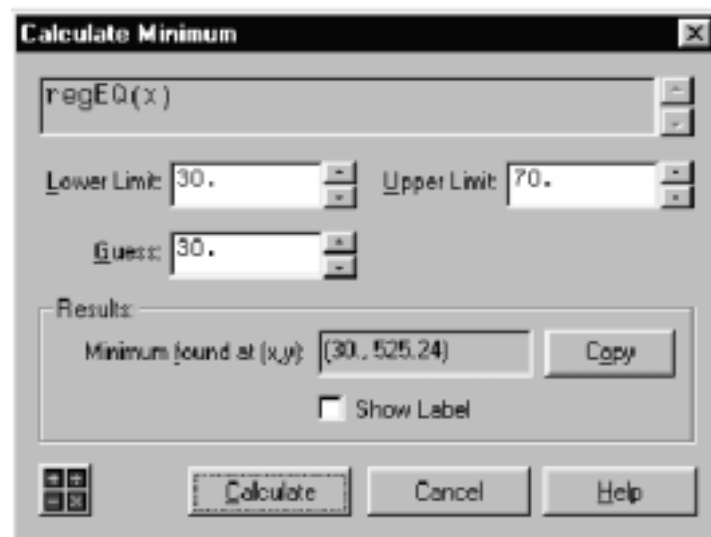 Calculate Minimum
regEQ(x)
Lower Limit: 30.
Upper Limit: 70.
Guess: 30.
Results:
Minimum found at (x,y): (30., 525.24)
Copy
Show Label
Calculate
Cancel
Help